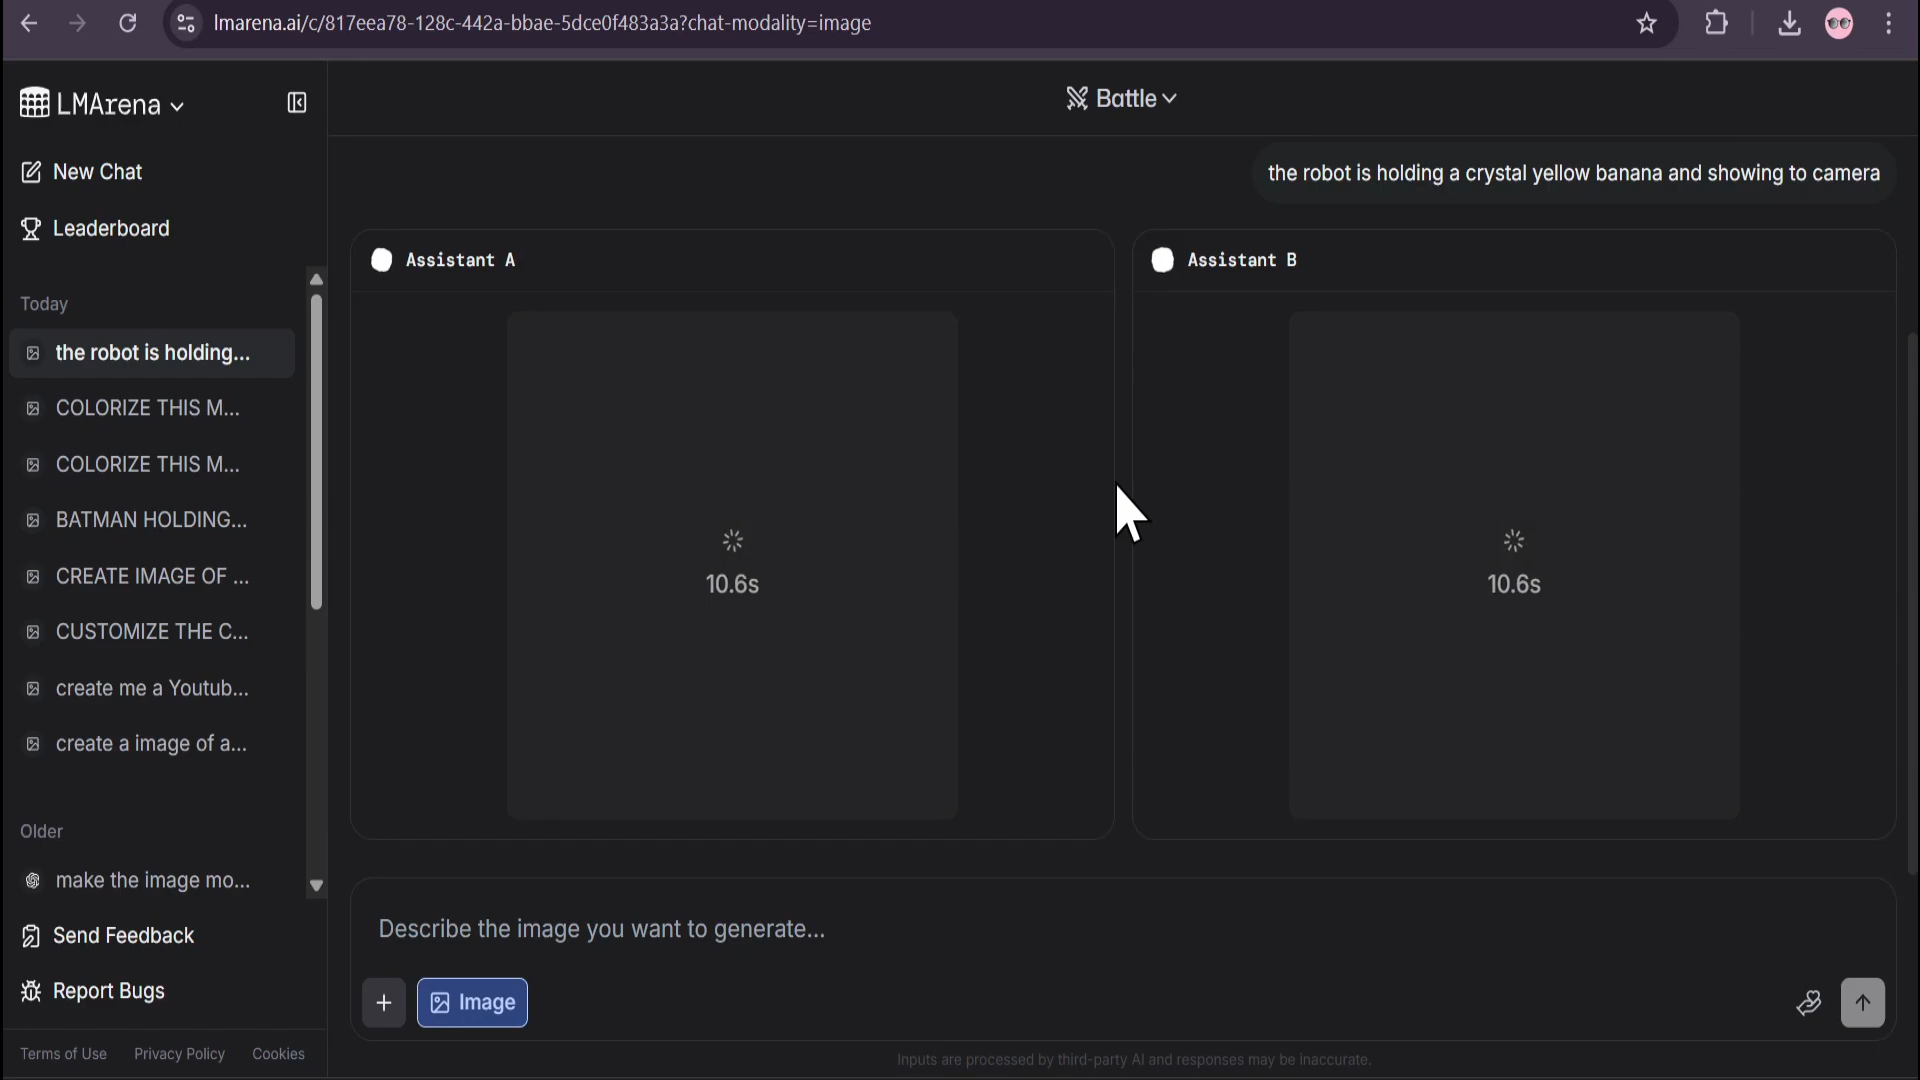 lmarena.ai/c/817eea78-128c-442a-bbae-5dce0f483a3a?chat-modality=image
LMArena
Battle
New Chat
Leaderboard
Today
the robot is holding...
COLORIZE THIS M...
COLORIZE THIS M...
BATMAN HOLDING...
CREATE IMAGE OF ...
CUSTOMIZE THE C...
create me a Youtub...
create a image of a...
Older
make the image mo...
Send Feedback
Report Bugs
Terms of Use Privacy Policy Cookies
the robot is holding a crystal yellow banana and showing to camera
Assistant A
10.6s
Assistant B
10.6s
Describe the image you want to generate...
Image
Inputs are processed by third-party AI and responses may be inaccurate.